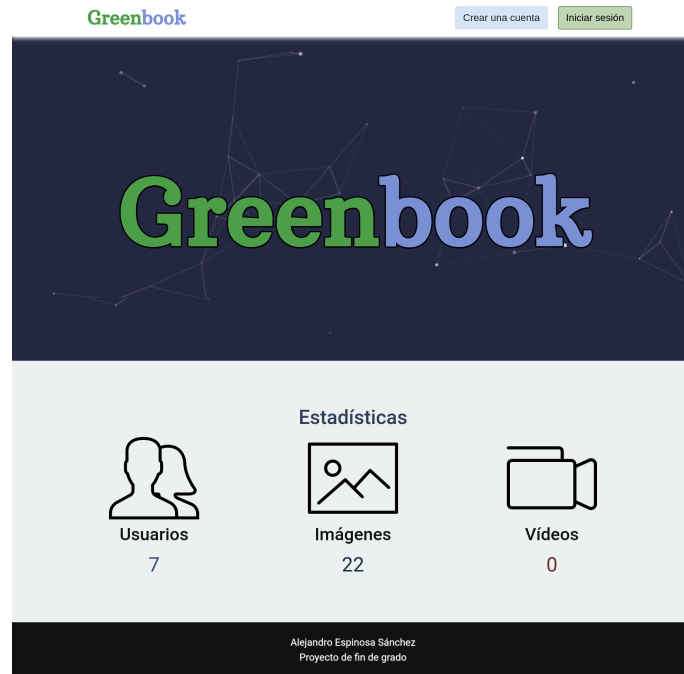 Greenbook
Crear una cuenta
Iniciar sesión
Greenbook
Estadísticas
Usuarios
Imágenes
Vídeos
7
22
0
Alejandro Espinosa Sánchez
Proyecto de fin de grado